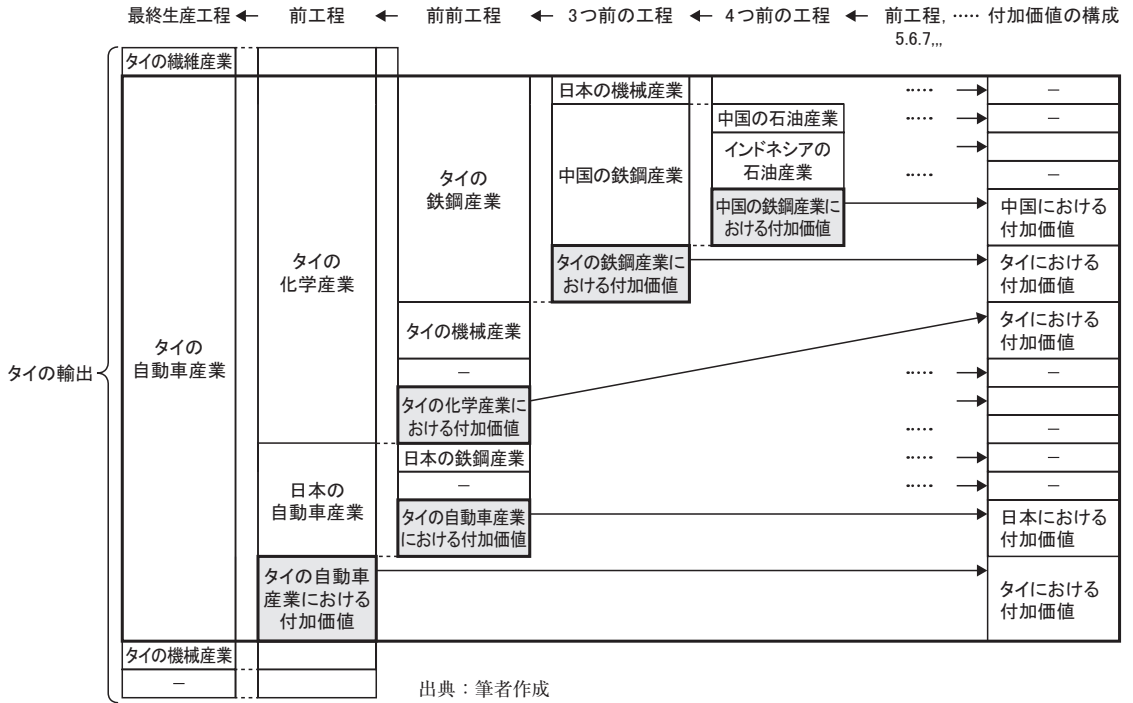 最終生産工程 ← 前工程 ← 前前工程 ← 3つ前の工程 ← 4つ前の工程 ← 前工程, ‥‥‥ 付加価値の構成
5.6.7,,,
タイの輸出
タイの繊維産業
タイの
自動車産業
タイの機械産業
−
タイの
化学産業
日本の
自動車産業
タイの自動車
産業における
付加価値
タイの
鉄鋼産業
タイの機械産業
−
タイの化学産業に
おける付加価値
日本の鉄鋼産業
−
タイの自動車産業
における付加価値
日本の機械産業
中国の鉄鋼産業
タイの鉄鋼産業に
おける付加価値
中国の石油産業
インドネシアの
石油産業
中国の鉄鋼産業に
おける付加価値
‥‥‥ → −
‥‥‥ → −
→
‥‥‥ −
中国における
付加価値
タイにおける
付加価値
タイにおける
付加価値
‥‥‥ → −
→
‥‥‥ −
‥‥‥ → −
‥‥‥ → −
日本における
付加価値
タイにおける
付加価値
出典：筆者作成